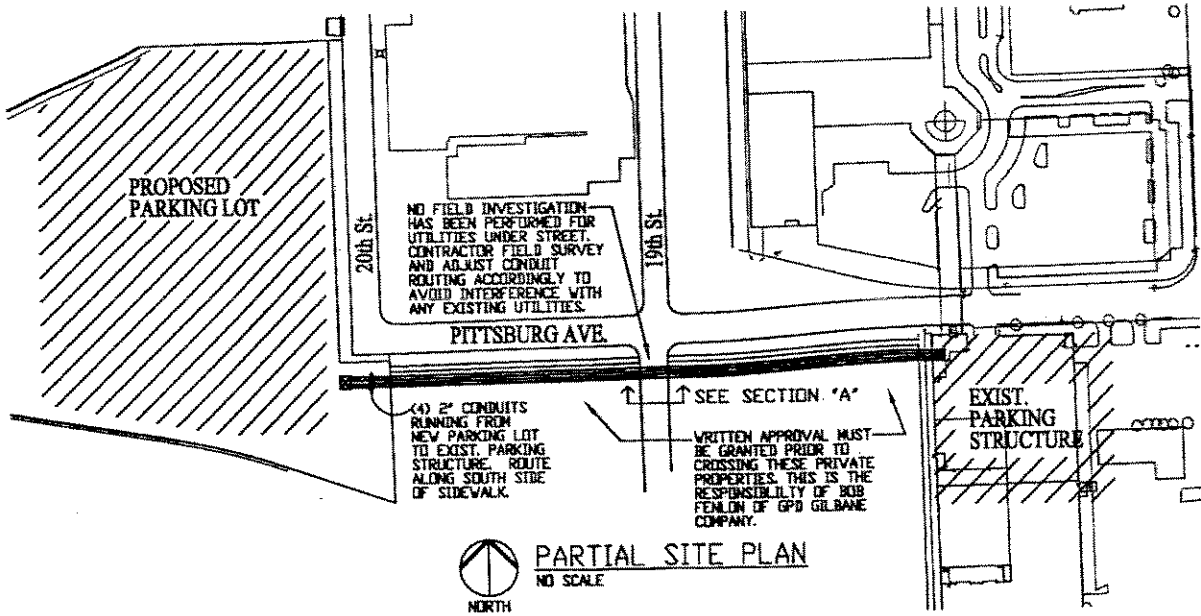 PROPOSED
PARKING LOT
20th St.
NO FIELD INVESTIGATION
HAS BEEN PERFORMED FOR
UTILITIES UNDER STREET.
CONTRACTOR FIELD SURVEY
AND ADJUST CONDUIT
ROUTING ACCORDINGLY TO
AVOID INTERFERENCE WITH
ANY EXISTING UTILITIES.
19th St.
PITTSBURG AVE.
(4) 2" CONDUITS
RUNNING FROM
NEW PARKING LOT
TO EXIST. PARKING
STRUCTURE. ROUTE
ALONG SOUTH SIDE
OF SIDEWALK.
SEE SECTION "A"
WRITTEN APPROVAL MUST
BE GRANTED PRIOR TO
CROSSING THESE PRIVATE
PROPERTIES. THIS IS THE
RESPONSIBLILTY OF BOB
FENLON OF GPD GILBANE
COMPANY.
EXIST.
PARKING
STRUCTURE
PARTIAL SITE PLAN
NO SCALE
NORTH